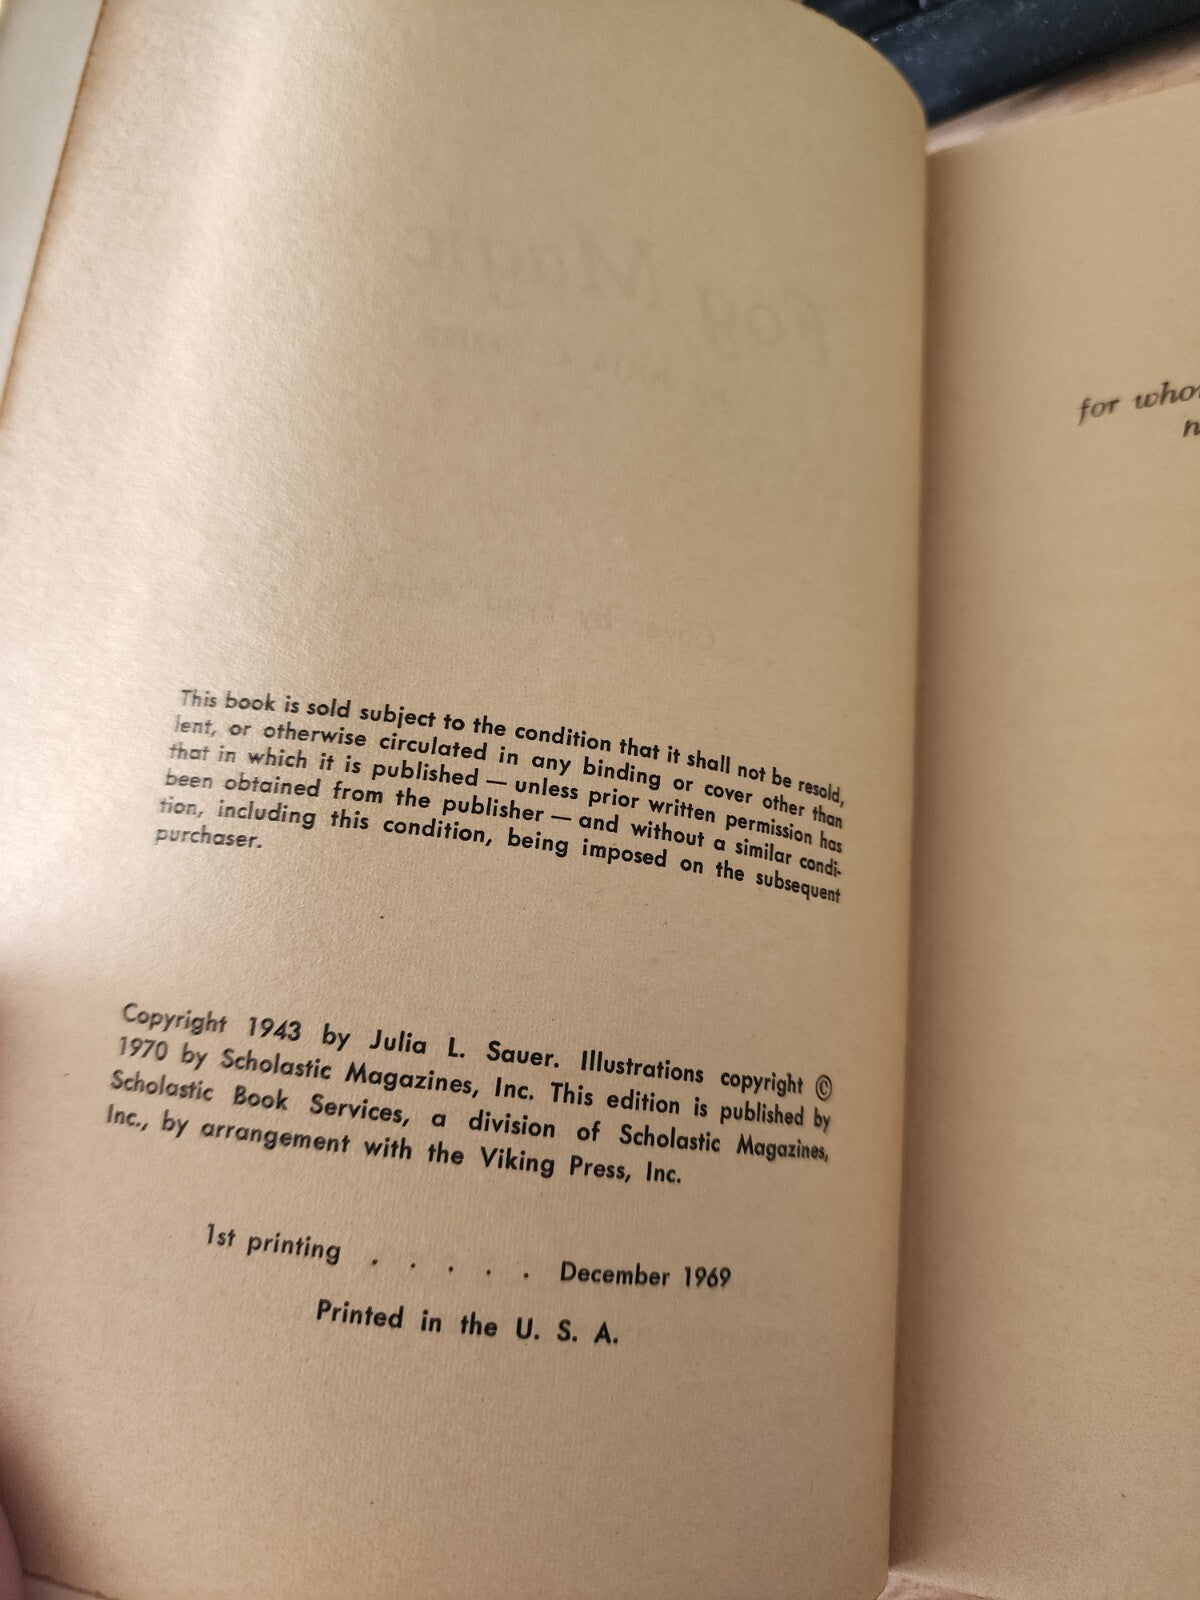 This book is sold subject to the condition that it shall not be resold,
lent, or otherwise circulated in any binding or cover other than
that in which it is published — unless prior written permission has
been obtained from the publisher — and without a similar condi-
tion, including this condition, being imposed on the subsequent
purchaser.
Copyright 1943 by Julia L. Sauer. Illustrations copyright ©
1970 by Scholastic Magazines, Inc. This edition is published by
Scholastic Book Services, a division of Scholastic Magazines,
Inc., by arrangement with the Viking Press, Inc.
1st printing . . . . . December 1969
Printed in the U. S. A.
Fog Magic
for